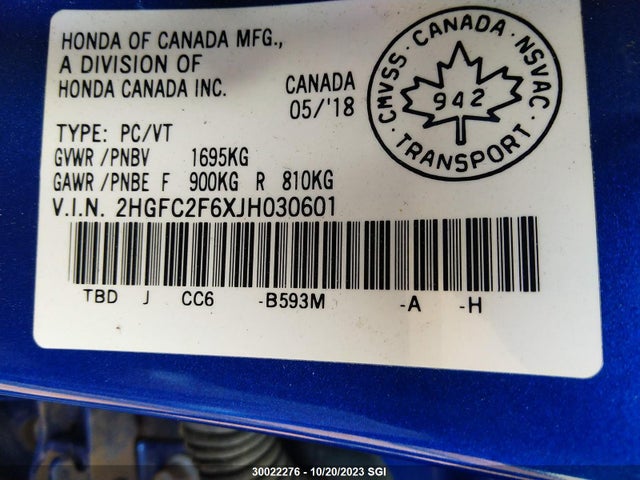 HONDA OF CANADA MFG.,
A DIVISION OF
HONDA CANADA INC.
CANADA
05/'18
CMVSS · CANADA · NSVAC ·
942
TRANSPORT
TYPE: PC/VT
GVWR/PNBV 1695KG
GAWR/PNBE F 900KG R 810KG
V.I.N. 2HGFC2F6XJH030601
TBD J CC6 -B593M -A -H
30022276 - 10/20/2023 SGI